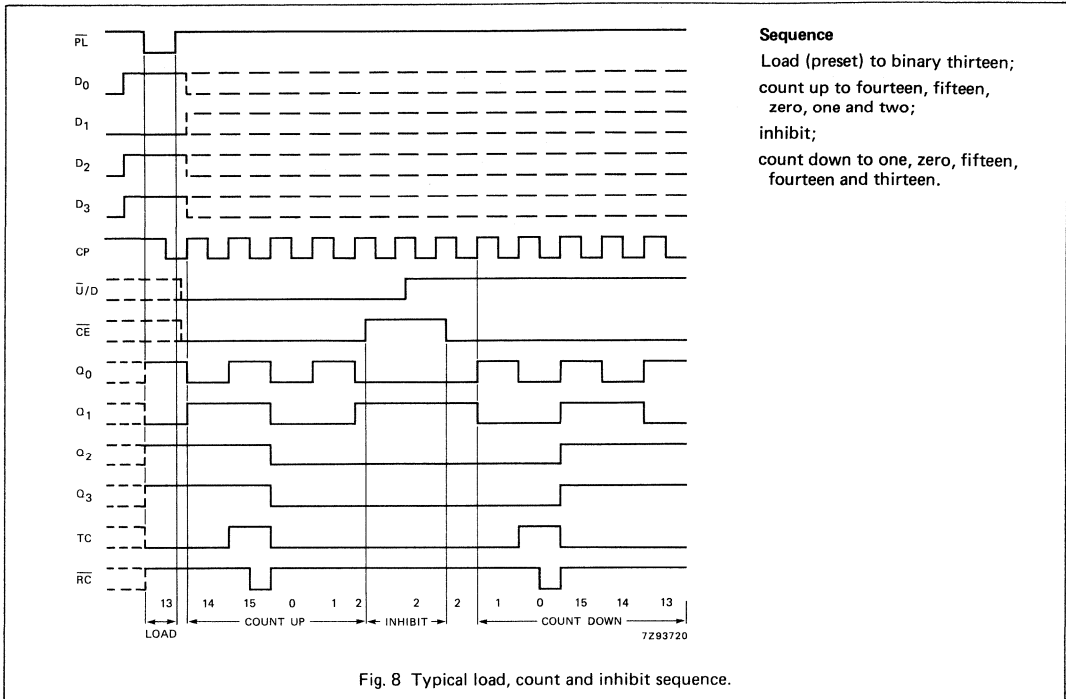 PL
D0
D1
D2
D3
CP
U/D
CE
Q0
Q1
Q2
Q3
TC
RC
13 14 15 0 1 2 2 2 1 0 15 14 13
LOAD COUNT UP INHIBIT COUNT DOWN
7Z93720
Sequence
Load (preset) to binary thirteen;
count up to fourteen, fifteen,
zero, one and two;
inhibit;
count down to one, zero, fifteen,
fourteen and thirteen.
Fig. 8 Typical load, count and inhibit sequence.